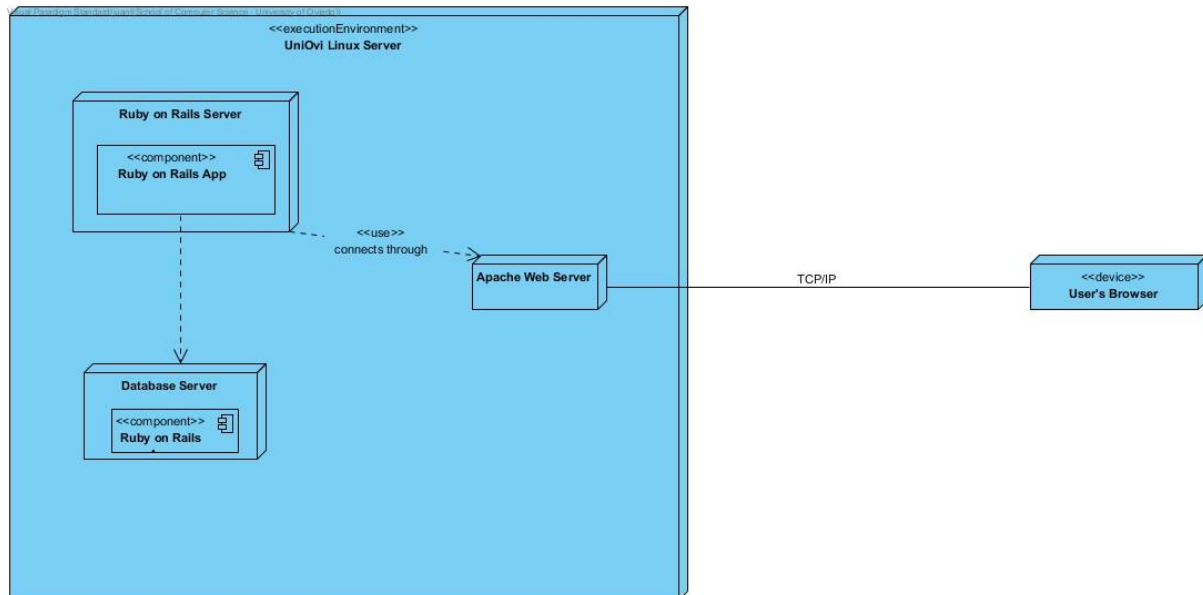 Visual Paradigm Standard(juan(School of Computer Science - University of Oviedo))
<<executionEnvironment>>
UniOvi Linux Server
Ruby on Rails Server
<<component>>
Ruby on Rails App
<<use>>
connects through
Apache Web Server
TCP/IP
<<device>>
User's Browser
Database Server
<<component>>
Ruby on Rails